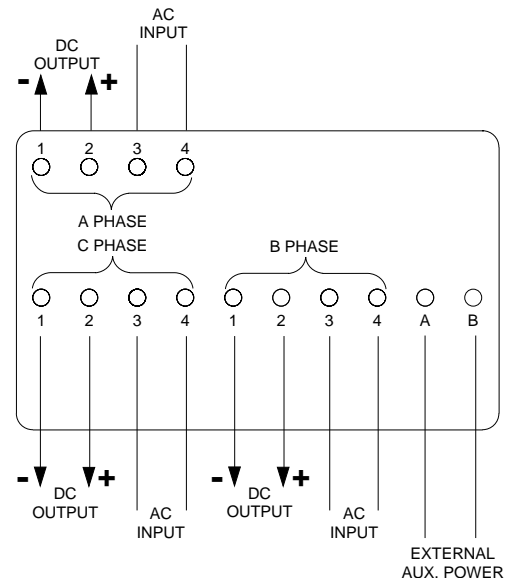 AC
INPUT
DC
OUTPUT
- +
1 2 3 4
A PHASE
C PHASE
B PHASE
1 2 3 4 1 2 3 4 A B
- +
DC
OUTPUT
AC
INPUT
- +
DC
OUTPUT
AC
INPUT
EXTERNAL
AUX. POWER